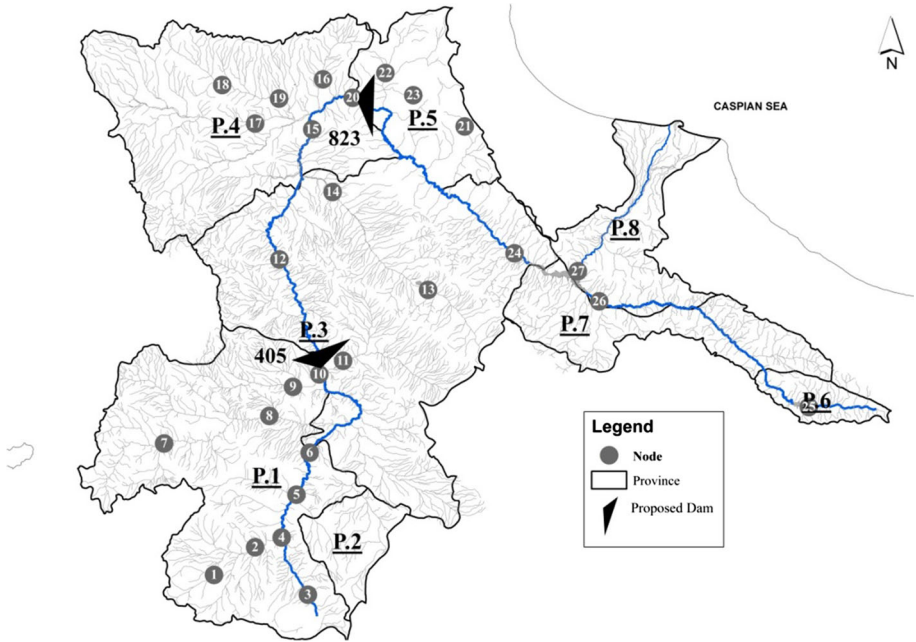 N
CASPIAN SEA
22
16
18
23
19
20
17
P.4
P.5
15
823
21
14
P.8
12
24
27
13
26
P.7
P.3
405
11
10
9
8
P.6
25
7
6
P.1
5
4
2
P.2
1
3
Legend
Node
Province
Proposed Dam